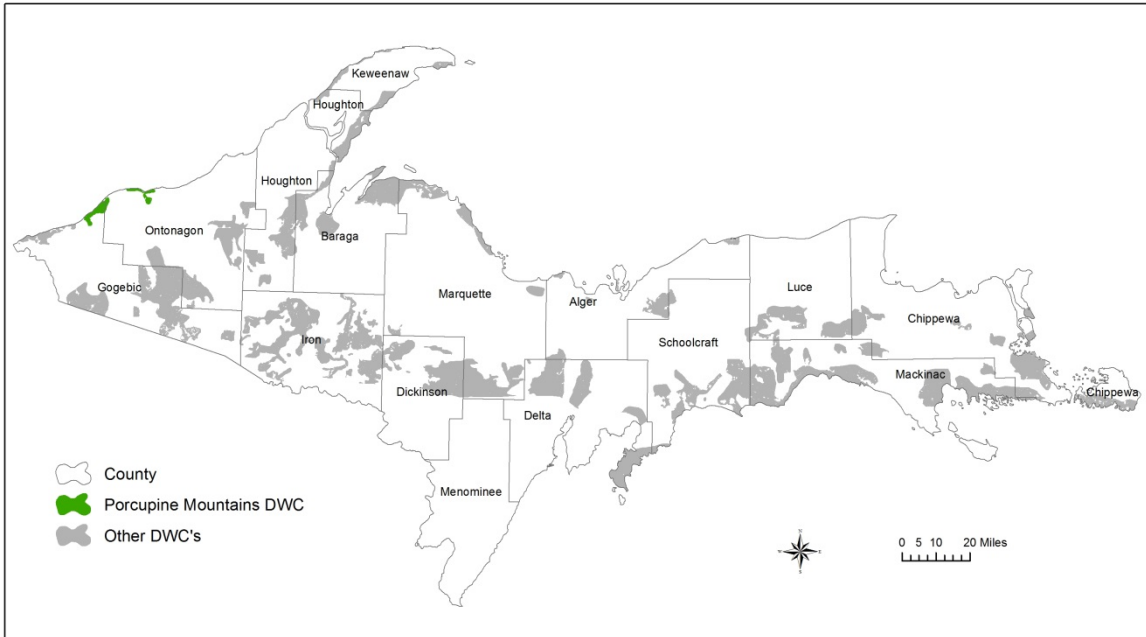 Keweenaw
Houghton
Houghton
Ontonagon
Baraga
Gogebic
Marquette
Alger
Luce
Chippewa
Iron
Schoolcraft
Dickinson
Delta
Mackinac
Chippewa
Menominee
County
Porcupine Mountains DWC
Other DWC's
0 5 10 20 Miles